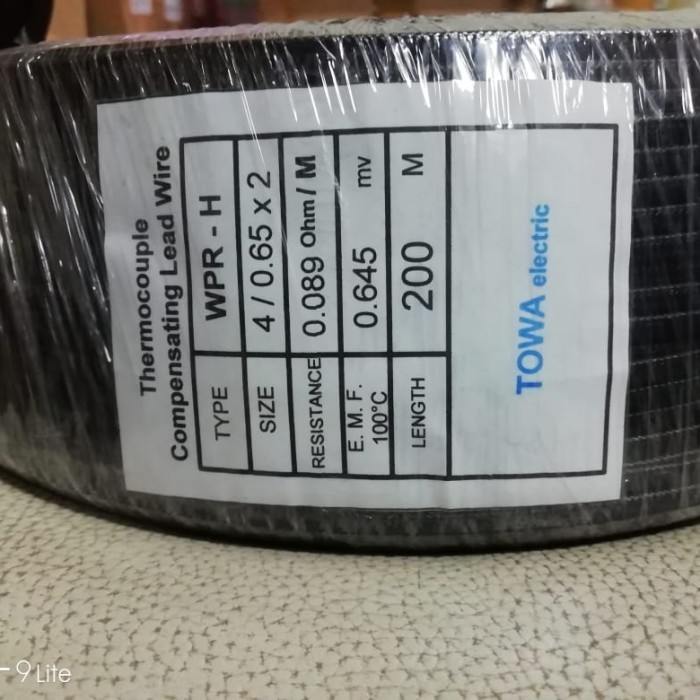 Thermocouple
Compensating Lead Wire
TYPE WPR - H
SIZE 4 / 0.65 x 2
RESISTANCE 0.089 Ohm / M
E. M. F.
100°C 0.645 mv
LENGTH 200 M
TOWA electric
9 Lite